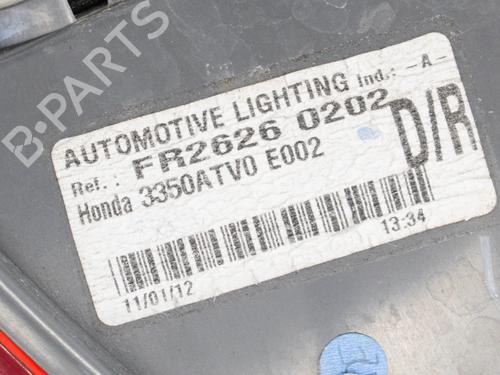 B-PARTS
AUTOMOTIVE LIGHTING Ind.: -A-
Ref.: FR2626 0202
Honda 3350ATV0 E002
D/R
13:34
11/01/12